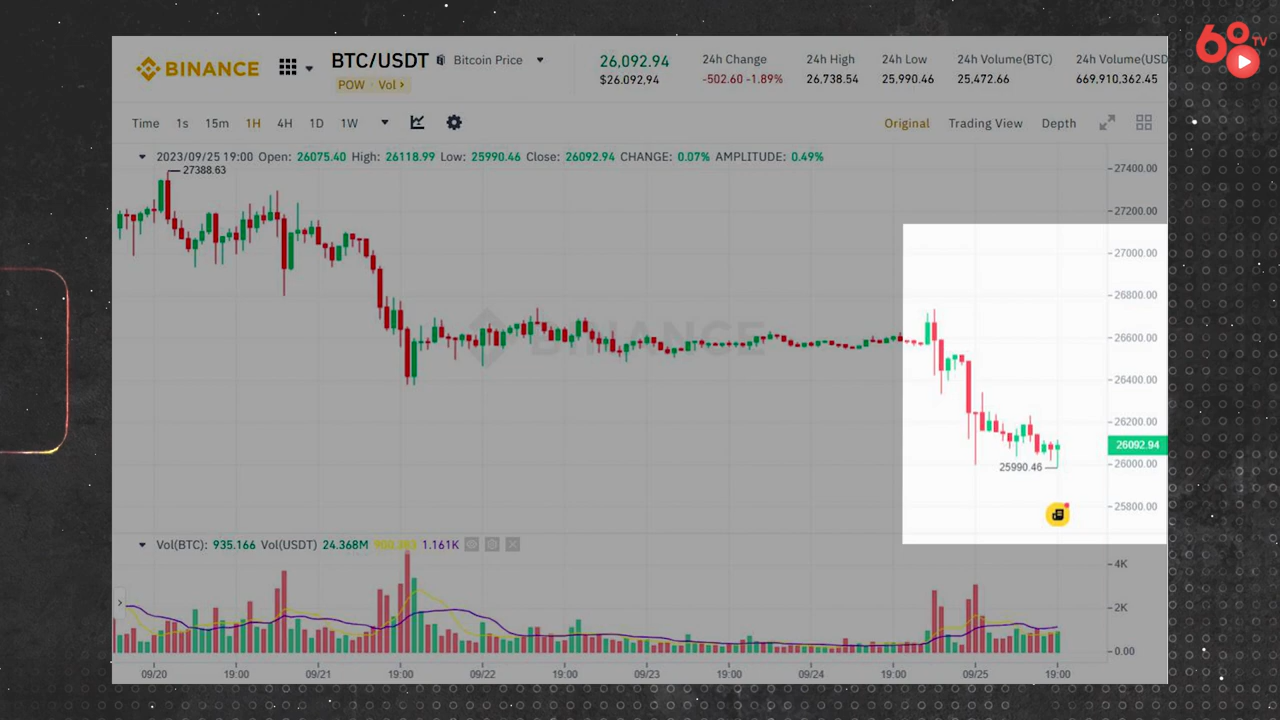 68 TV
BINANCE
BTC/USDT Bitcoin Price
POW Vol >
26,092.94
$26.092,94
24h Change
-502.60 -1.89%
24h High
26,738.54
24h Low
25,990.46
24h Volume(BTC)
25,472.66
24h Volume(USD
669,910,362.45
Time 1s 15m 1H 4H 1D 1W
Original Trading View Depth
2023/09/25 19:00 Open: 26075.40 High: 26118.99 Low: 25990.46 Close: 26092.94 CHANGE: 0.07% AMPLITUDE: 0.49%
27388.63
27400.00
27200.00
27000.00
26800.00
BINANCE
26600.00
26400.00
26200.00
26092.94
26000.00
25990.46
25800.00
Vol(BTC): 935.166 Vol(USDT) 24.368M 1.161K
4K
2K
0.00
09/20 19:00 09/21 19:00 09/22 19:00 09/23 19:00 09/24 19:00 09/25 19:00